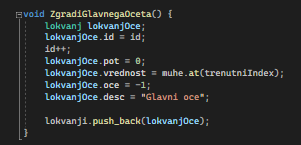 void ZgradiGlavnegaOceta() {
lokvanj lokvanjOce;
lokvanjOce.id = id;
id++;
lokvanjOce.pot = 0;
lokvanjOce.vrednost = muhe.at(trenutniIndex);
lokvanjOce.oce = -1;
lokvanjOce.desc = "Glavni oce";
lokvanji.push_back(lokvanjOce);
}